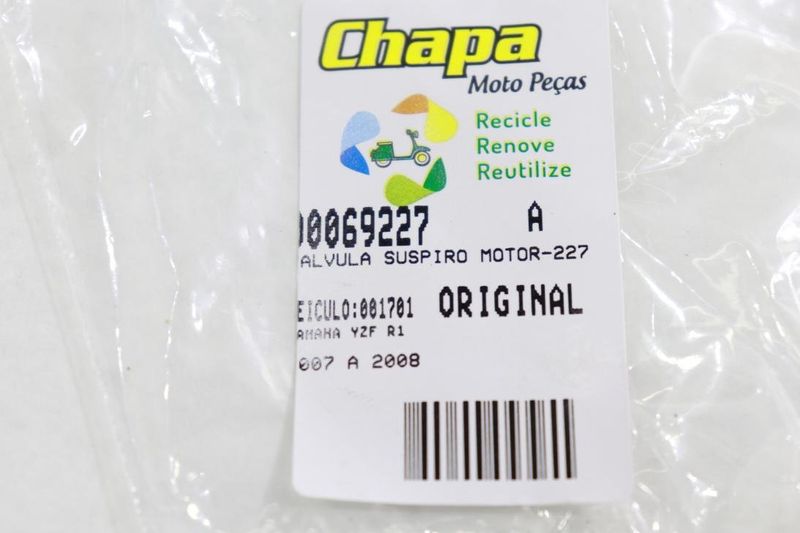 Chapa
Moto Peças
Recicle
Renove
Reutilize
00069227 A
ALVULA SUSPIRO MOTOR-227
EICULO:001701 ORIGINAL
AMAHA YZF R1
007 A 2008